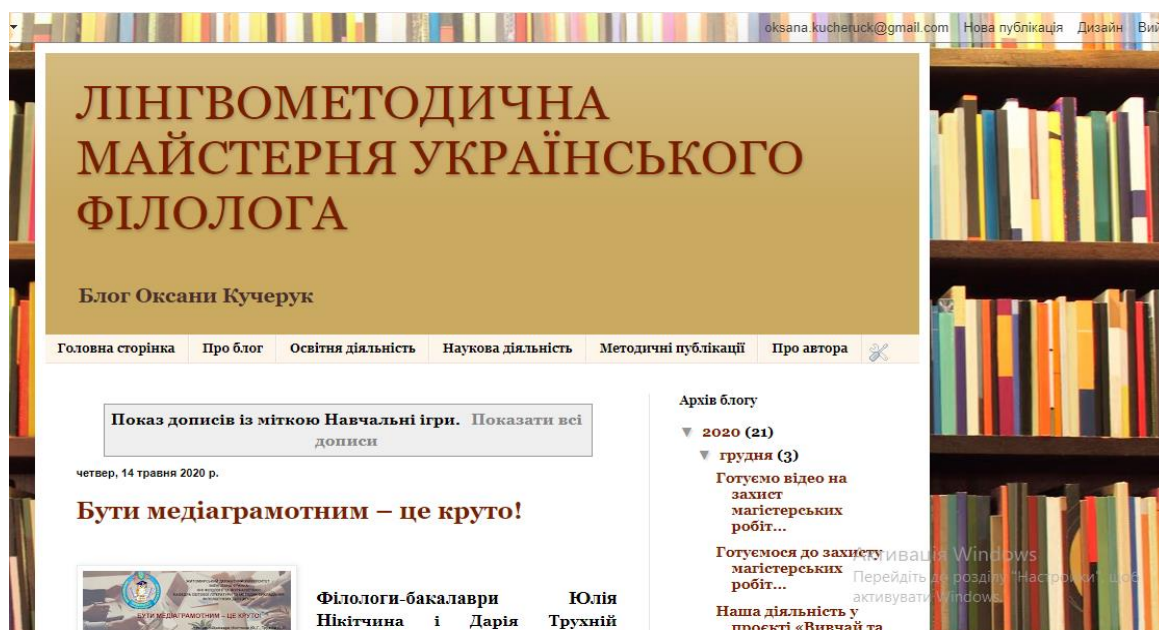 oksana.kucheruck@gmail.com Нова публікація Дизайн
ЛІНГВОМЕТОДИЧНА
МАЙСТЕРНЯ УКРАЇНСЬКОГО
ФІЛОЛОГА
Блог Оксани Кучерук
Головна сторінка Про блог Освітня діяльність Наукова діяльність Методичні публікації Про автора
Показ дописів із міткою Навчальні ігри. Показати всі
дописи
четвер, 14 травня 2020 р.
Бути медіаграмотним – це круто!
БУТИ МЕДІАГРАМОТНИМ – ЦЕ КРУТО!
Філологи-бакалаври Юлія
Нікітчина і Дарія Трухній
Архів блогу
▼ 2020 (21)
▼ грудня (3)
Готуємо відео на
захист
магістерських
робіт...
Готуємося до захисту
магістерських
робіт...
Наша діяльність у
проєкті «Вивчай та
Активація Windows
Перейдіть до розділу "Настройки", щоб
активувати Windows.